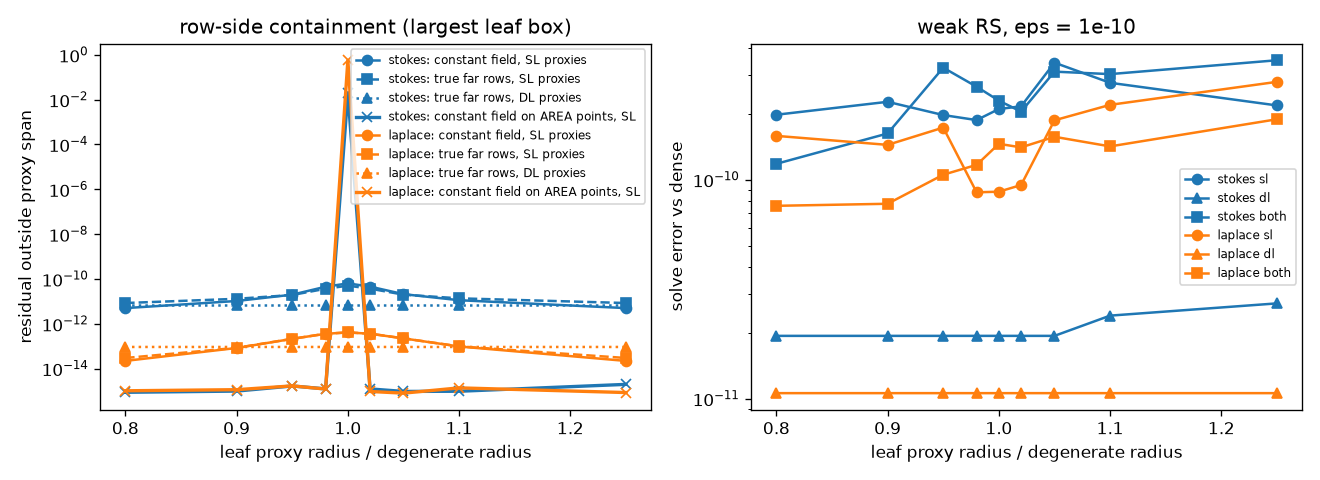 row-side containment (largest leaf box)
residual outside proxy span
10⁰
10⁻²
10⁻⁴
10⁻⁶
10⁻⁸
10⁻¹⁰
10⁻¹²
10⁻¹⁴
stokes: constant field, SL proxies
stokes: true far rows, SL proxies
stokes: true far rows, DL proxies
stokes: constant field on AREA points, SL
laplace: constant field, SL proxies
laplace: true far rows, SL proxies
laplace: true far rows, DL proxies
laplace: constant field on AREA points, SL
0.8 0.9 1.0 1.1 1.2
leaf proxy radius / degenerate radius
weak RS, eps = 1e-10
solve error vs dense
10⁻¹⁰
10⁻¹¹
stokes sl
stokes dl
stokes both
laplace sl
laplace dl
laplace both
0.8 0.9 1.0 1.1 1.2
leaf proxy radius / degenerate radius